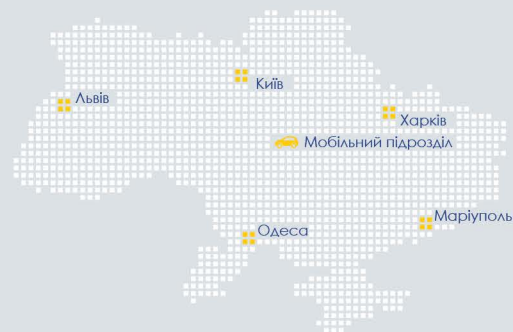 Київ
Львів
Харків
Мобільний підрозділ
Маріуполь
Одеса